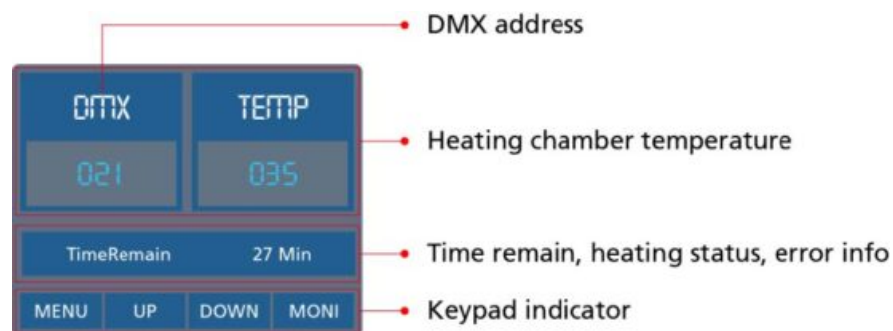 DMX address
DMX TEMP
Heating chamber temperature
021 035
TimeRemain 27 Min
Time remain, heating status, error info
MENU UP DOWN MONI
Keypad indicator